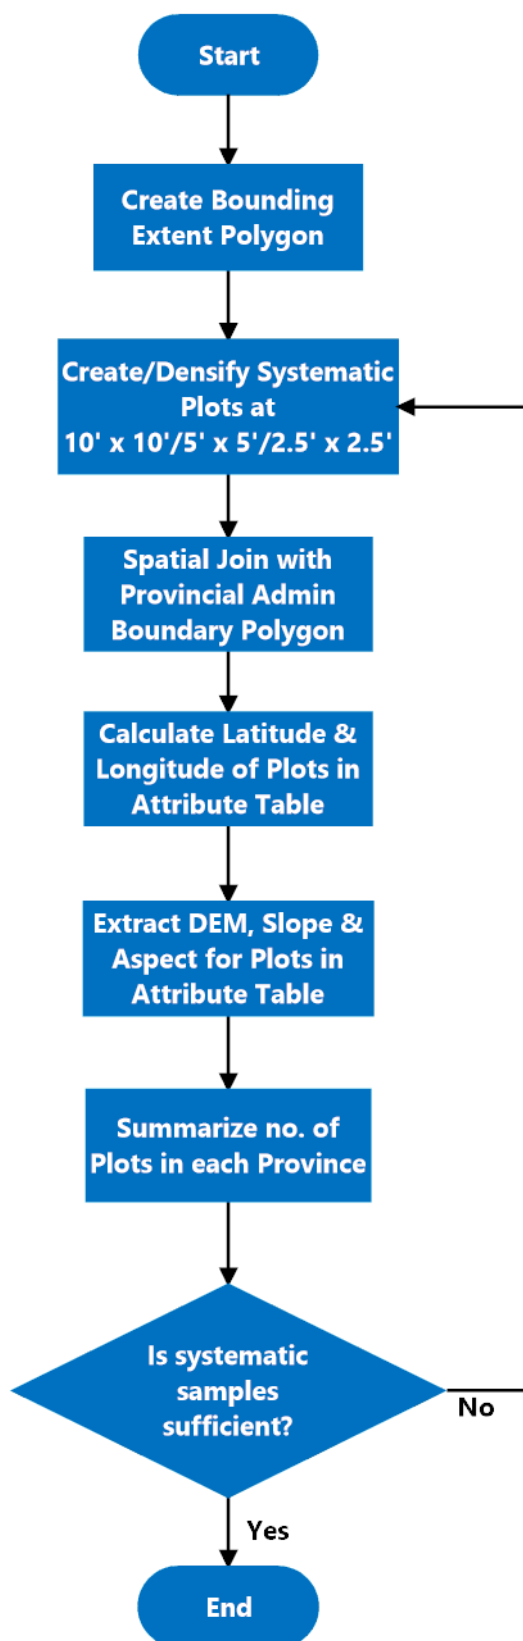 Start
Create Bounding
Extent Polygon
Create/Densify Systematic
Plots at
10' x 10'/5' x 5'/2.5' x 2.5'
Spatial Join with
Provincial Admin
Boundary Polygon
Calculate Latitude &
Longitude of Plots in
Attribute Table
Extract DEM, Slope &
Aspect for Plots in
Attribute Table
Summarize no. of
Plots in each Province
Is systematic
samples
sufficient?
No
Yes
End